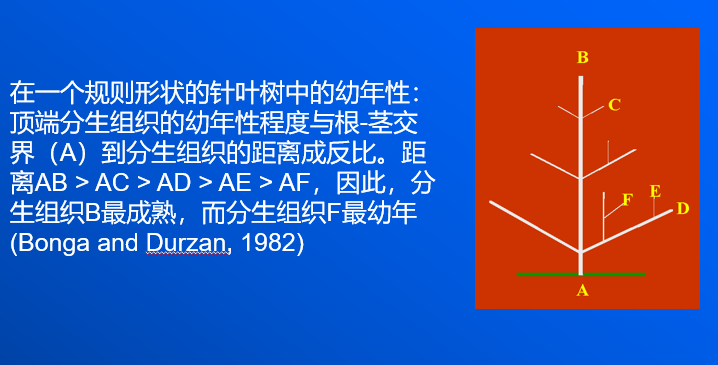 在一个规则形状的针叶树中的幼年性：
顶端分生组织的幼年性程度与根-茎交
界（A）到分生组织的距离成反比。距
离AB > AC > AD > AE > AF，因此，分
生组织B最成熟，而分生组织F最幼年
(Bonga and Durzan, 1982)
B
C
F
E
D
A